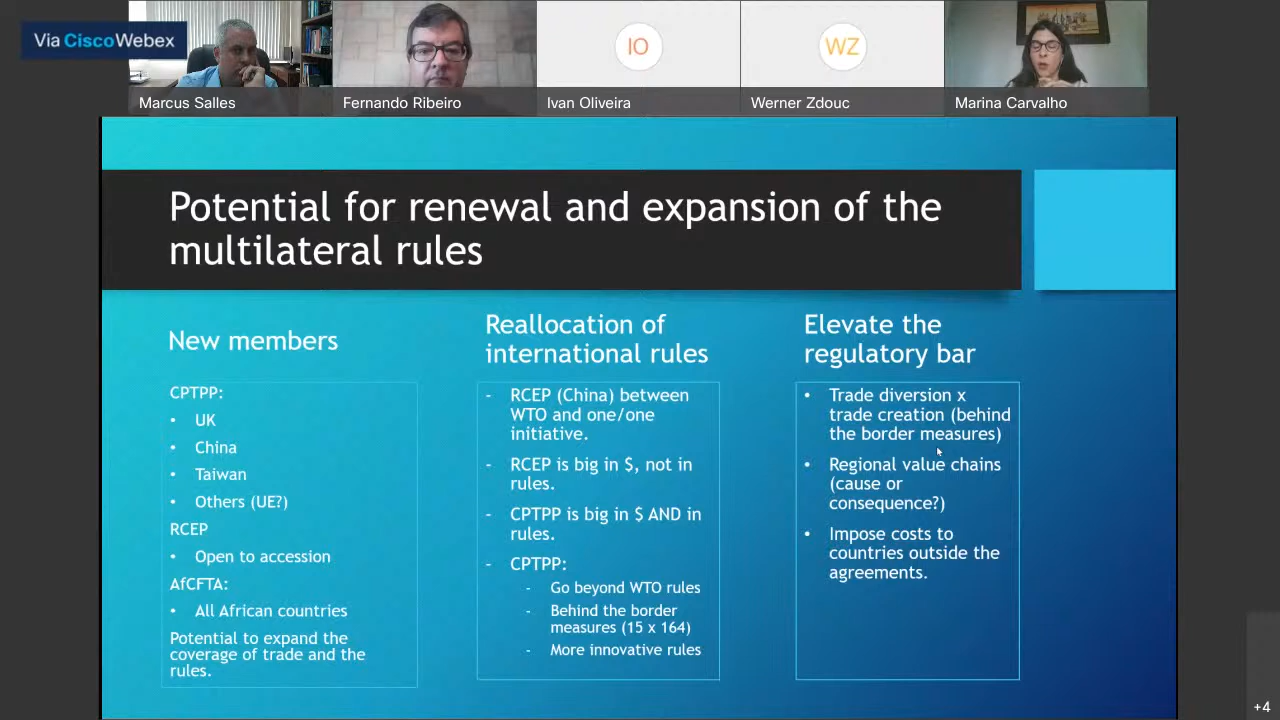 Via CiscoWebex
Marcus Salles
Fernando Ribeiro
IO
Ivan Oliveira
WZ
Werner Zdouc
Marina Carvalho
Potential for renewal and expansion of the
multilateral rules
New members
CPTPP:
• UK
• China
• Taiwan
• Others (UE?)
RCEP
• Open to accession
AfCFTA:
• All African countries
Potential to expand the
coverage of trade and the
rules.
Reallocation of
international rules
- RCEP (China) between
WTO and one/one
initiative.
- RCEP is big in $, not in
rules.
- CPTPP is big in $ AND in
rules.
- CPTPP:
- Go beyond WTO rules
- Behind the border
measures (15 x 164)
- More innovative rules
Elevate the
regulatory bar
• Trade diversion x
trade creation (behind
the border measures)
• Regional value chains
(cause or
consequence?)
• Impose costs to
countries outside the
agreements.
+4